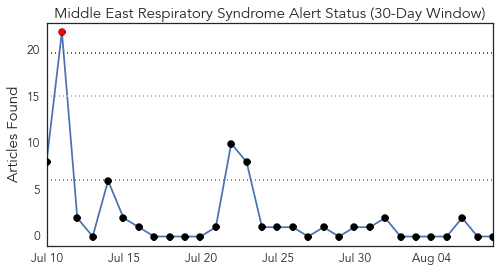 Middle East Respiratory Syndrome Alert Status (30-Day Window)
Articles Found
20
15
10
5
0
Jul 10 Jul 15 Jul 20 Jul 25 Jul 30 Aug 04